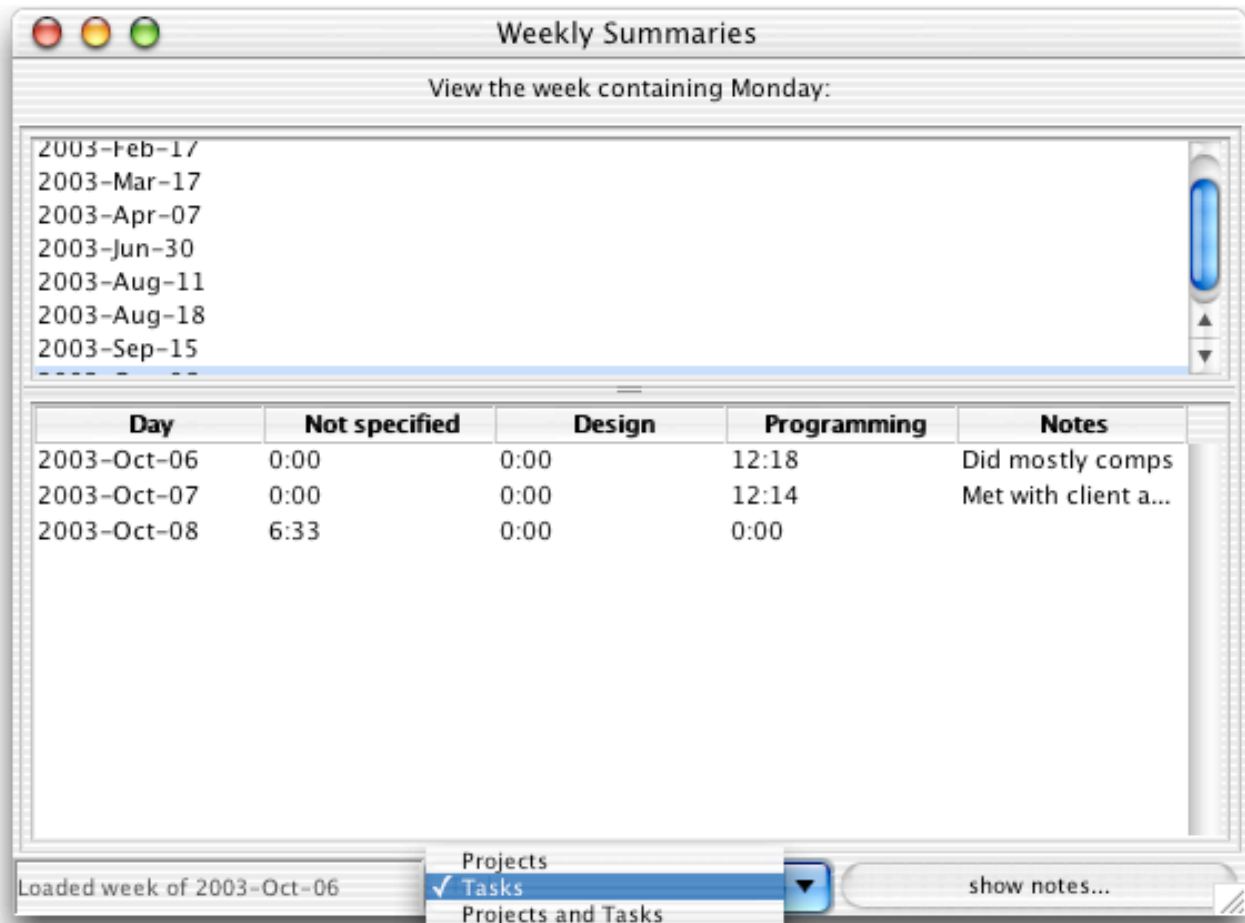 Weekly Summaries
View the week containing Monday:
2003-Feb-17
2003-Mar-17
2003-Apr-07
2003-Jun-30
2003-Aug-11
2003-Aug-18
2003-Sep-15
Day Not specified Design Programming Notes
2003-Oct-06 0:00 0:00 12:18 Did mostly comps
2003-Oct-07 0:00 0:00 12:14 Met with client a...
2003-Oct-08 6:33 0:00 0:00
Projects
Loaded week of 2003-Oct-06 ✓ Tasks show notes...
Projects and Tasks